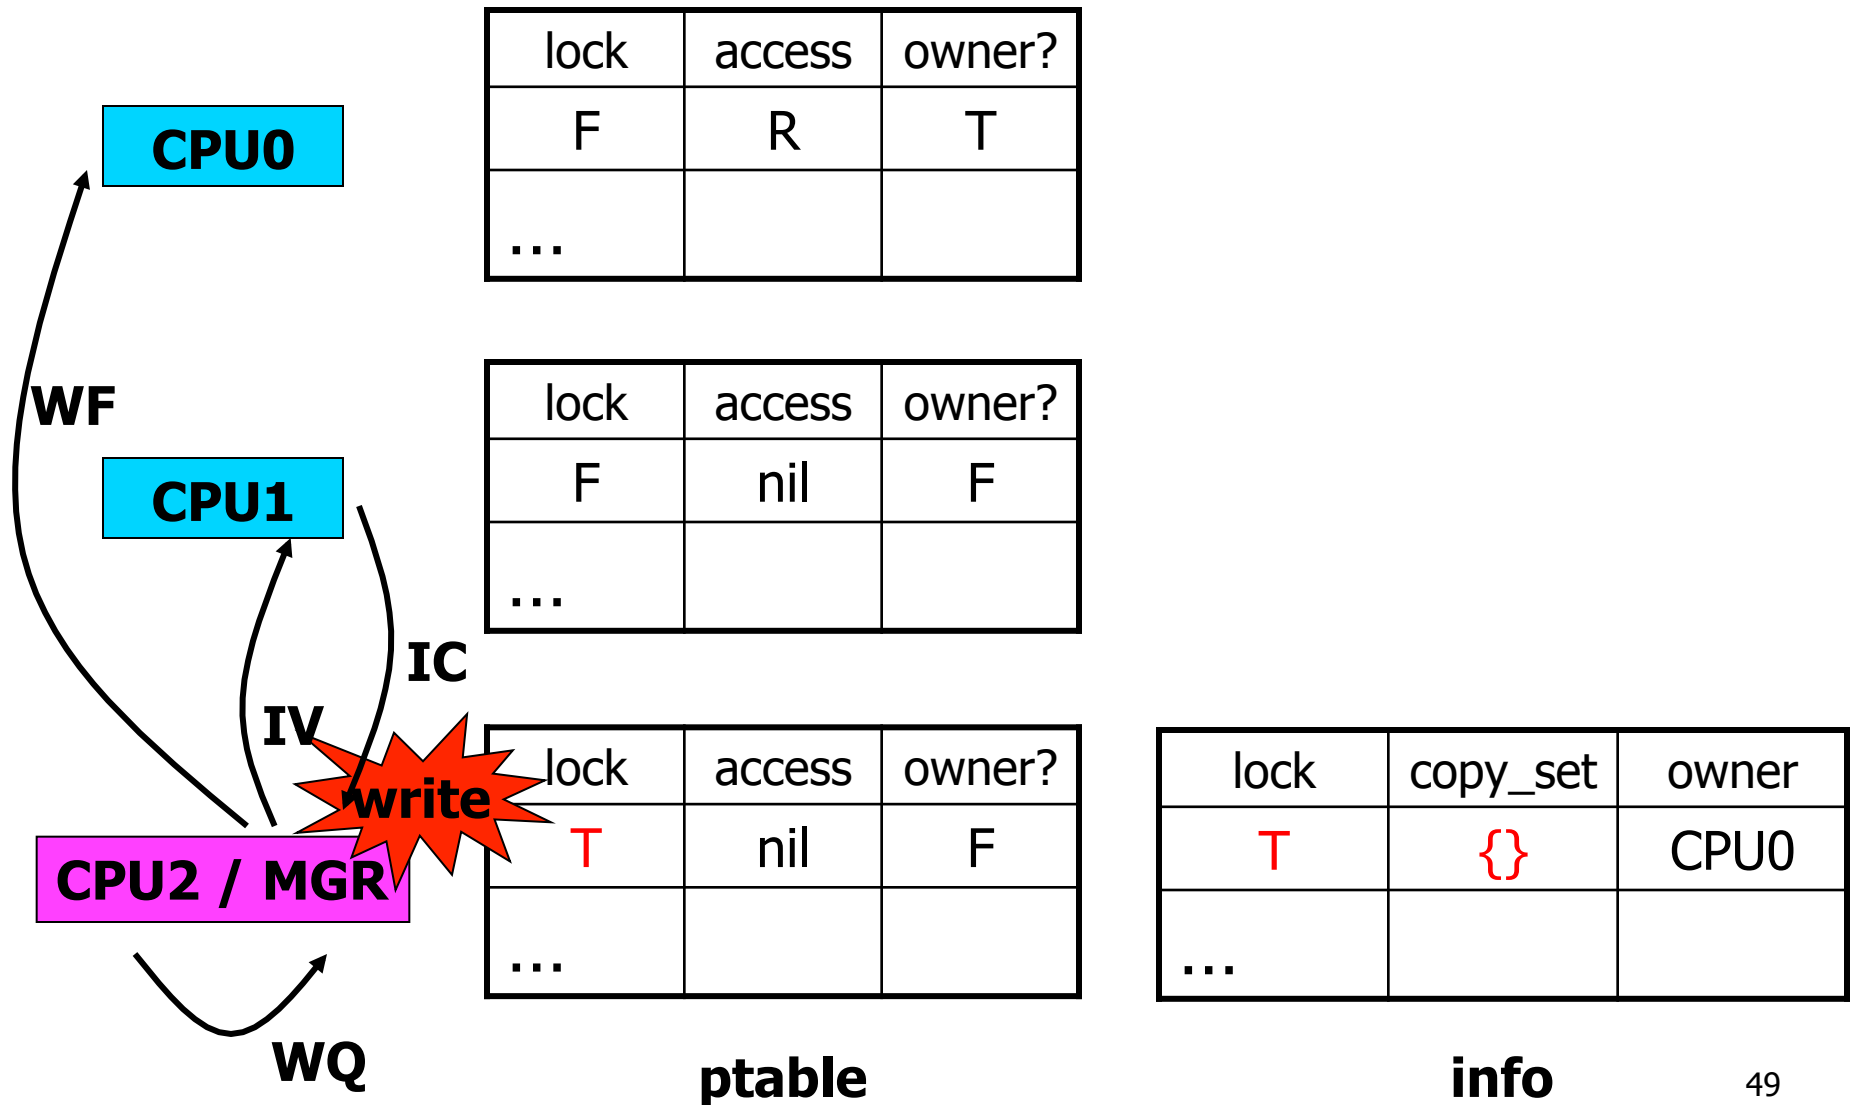 lock access owner?
CPU0 F R T
...
WF
lock access owner?
CPU1 F nil F
...
IC
IV
write
lock access owner?
T nil F
...
lock copy_set owner
T {} CPU0
...
CPU2 / MGR
WQ
ptable
info
49